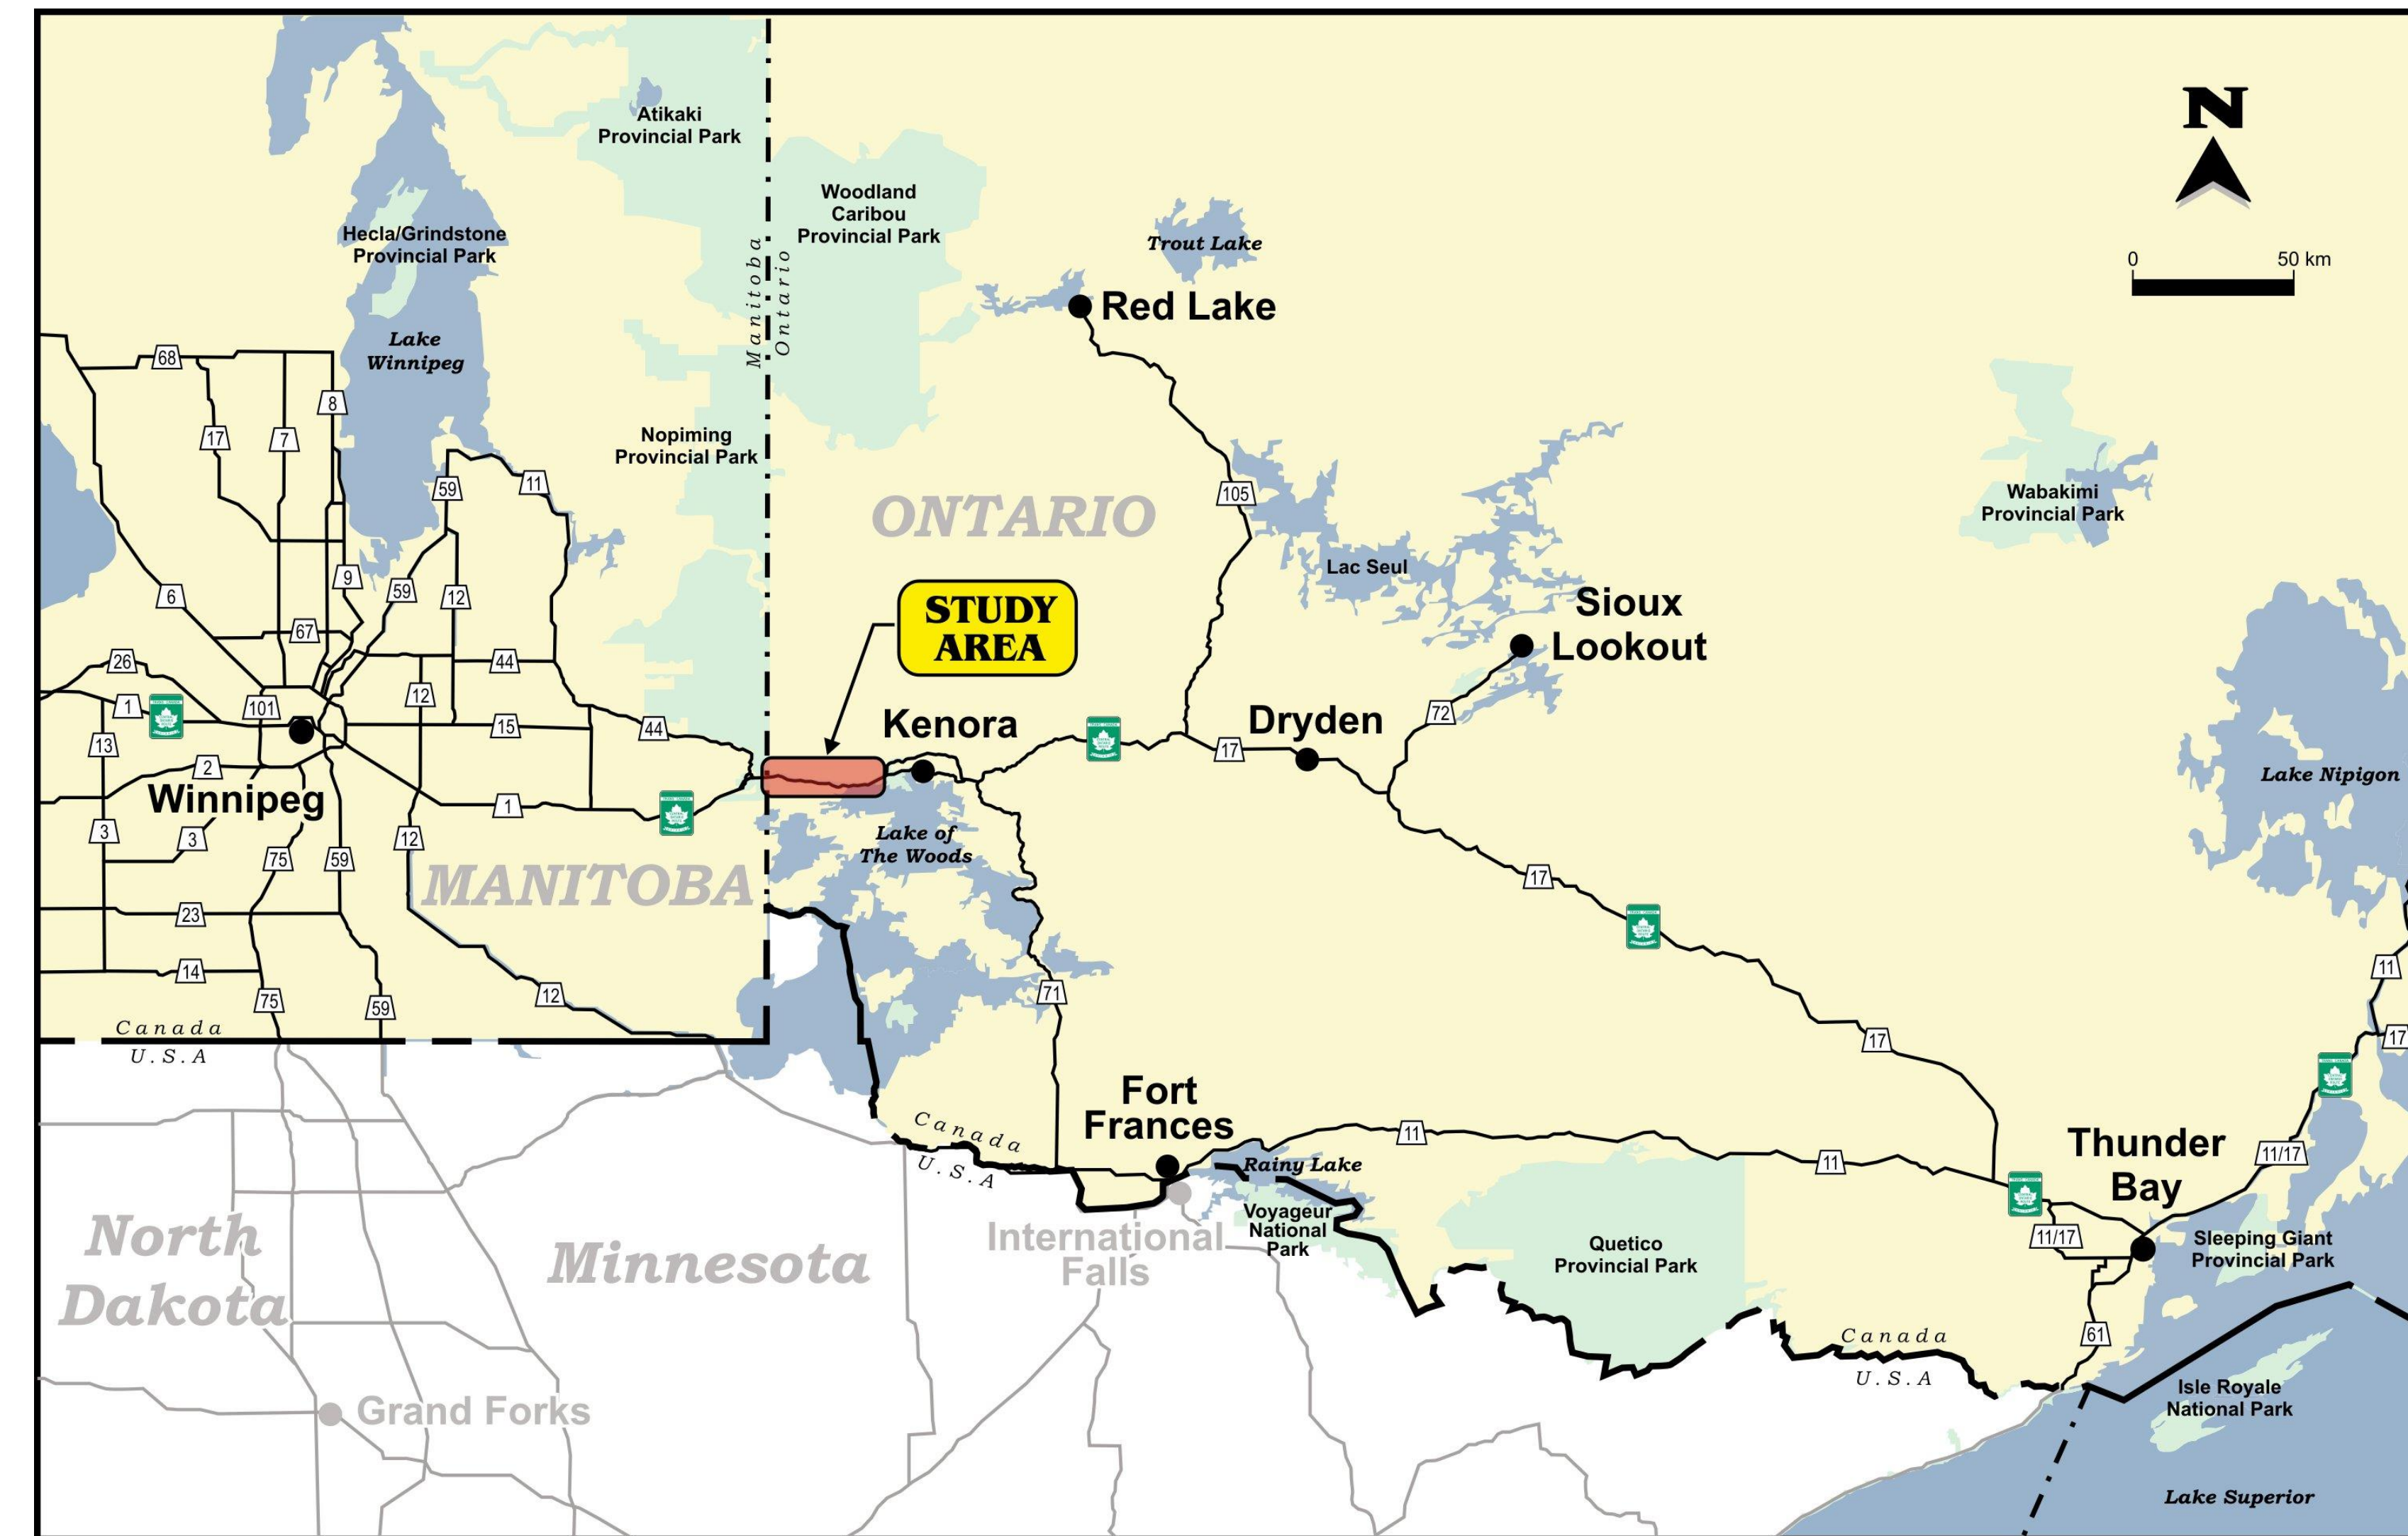 Atikaki
Provincial Park
N
Woodland
Caribou
Provincial Park
Hecla/Grindstone
Provincial Park
Manitoba
Ontario
Trout Lake
0 50 km
Red Lake
Lake
Winnipeg
68
8
17
7
Nopiming
Provincial Park
59
11
105
ONTARIO
Wabakimi
Provincial Park
Lac Seul
9
59
12
6
STUDY
AREA
Sioux
Lookout
67
26
44
12
1
101
15
44
Kenora
Dryden
72
13
17
2
Lake Nipigon
Winnipeg
1
3
3
12
75
59
Lake of
The Woods
MANITOBA
17
23
14
11
75
59
12
71
Canada
U.S.A
17
17
Fort
Frances
Canada
U.S.A
11
11
Thunder
Bay
11/17
Rainy Lake
North
Dakota
Minnesota
International
Falls
Voyageur
National
Park
Quetico
Provincial Park
11/17
Sleeping Giant
Provincial Park
61
Canada
U.S.A
Isle Royale
National Park
Grand Forks
Lake Superior